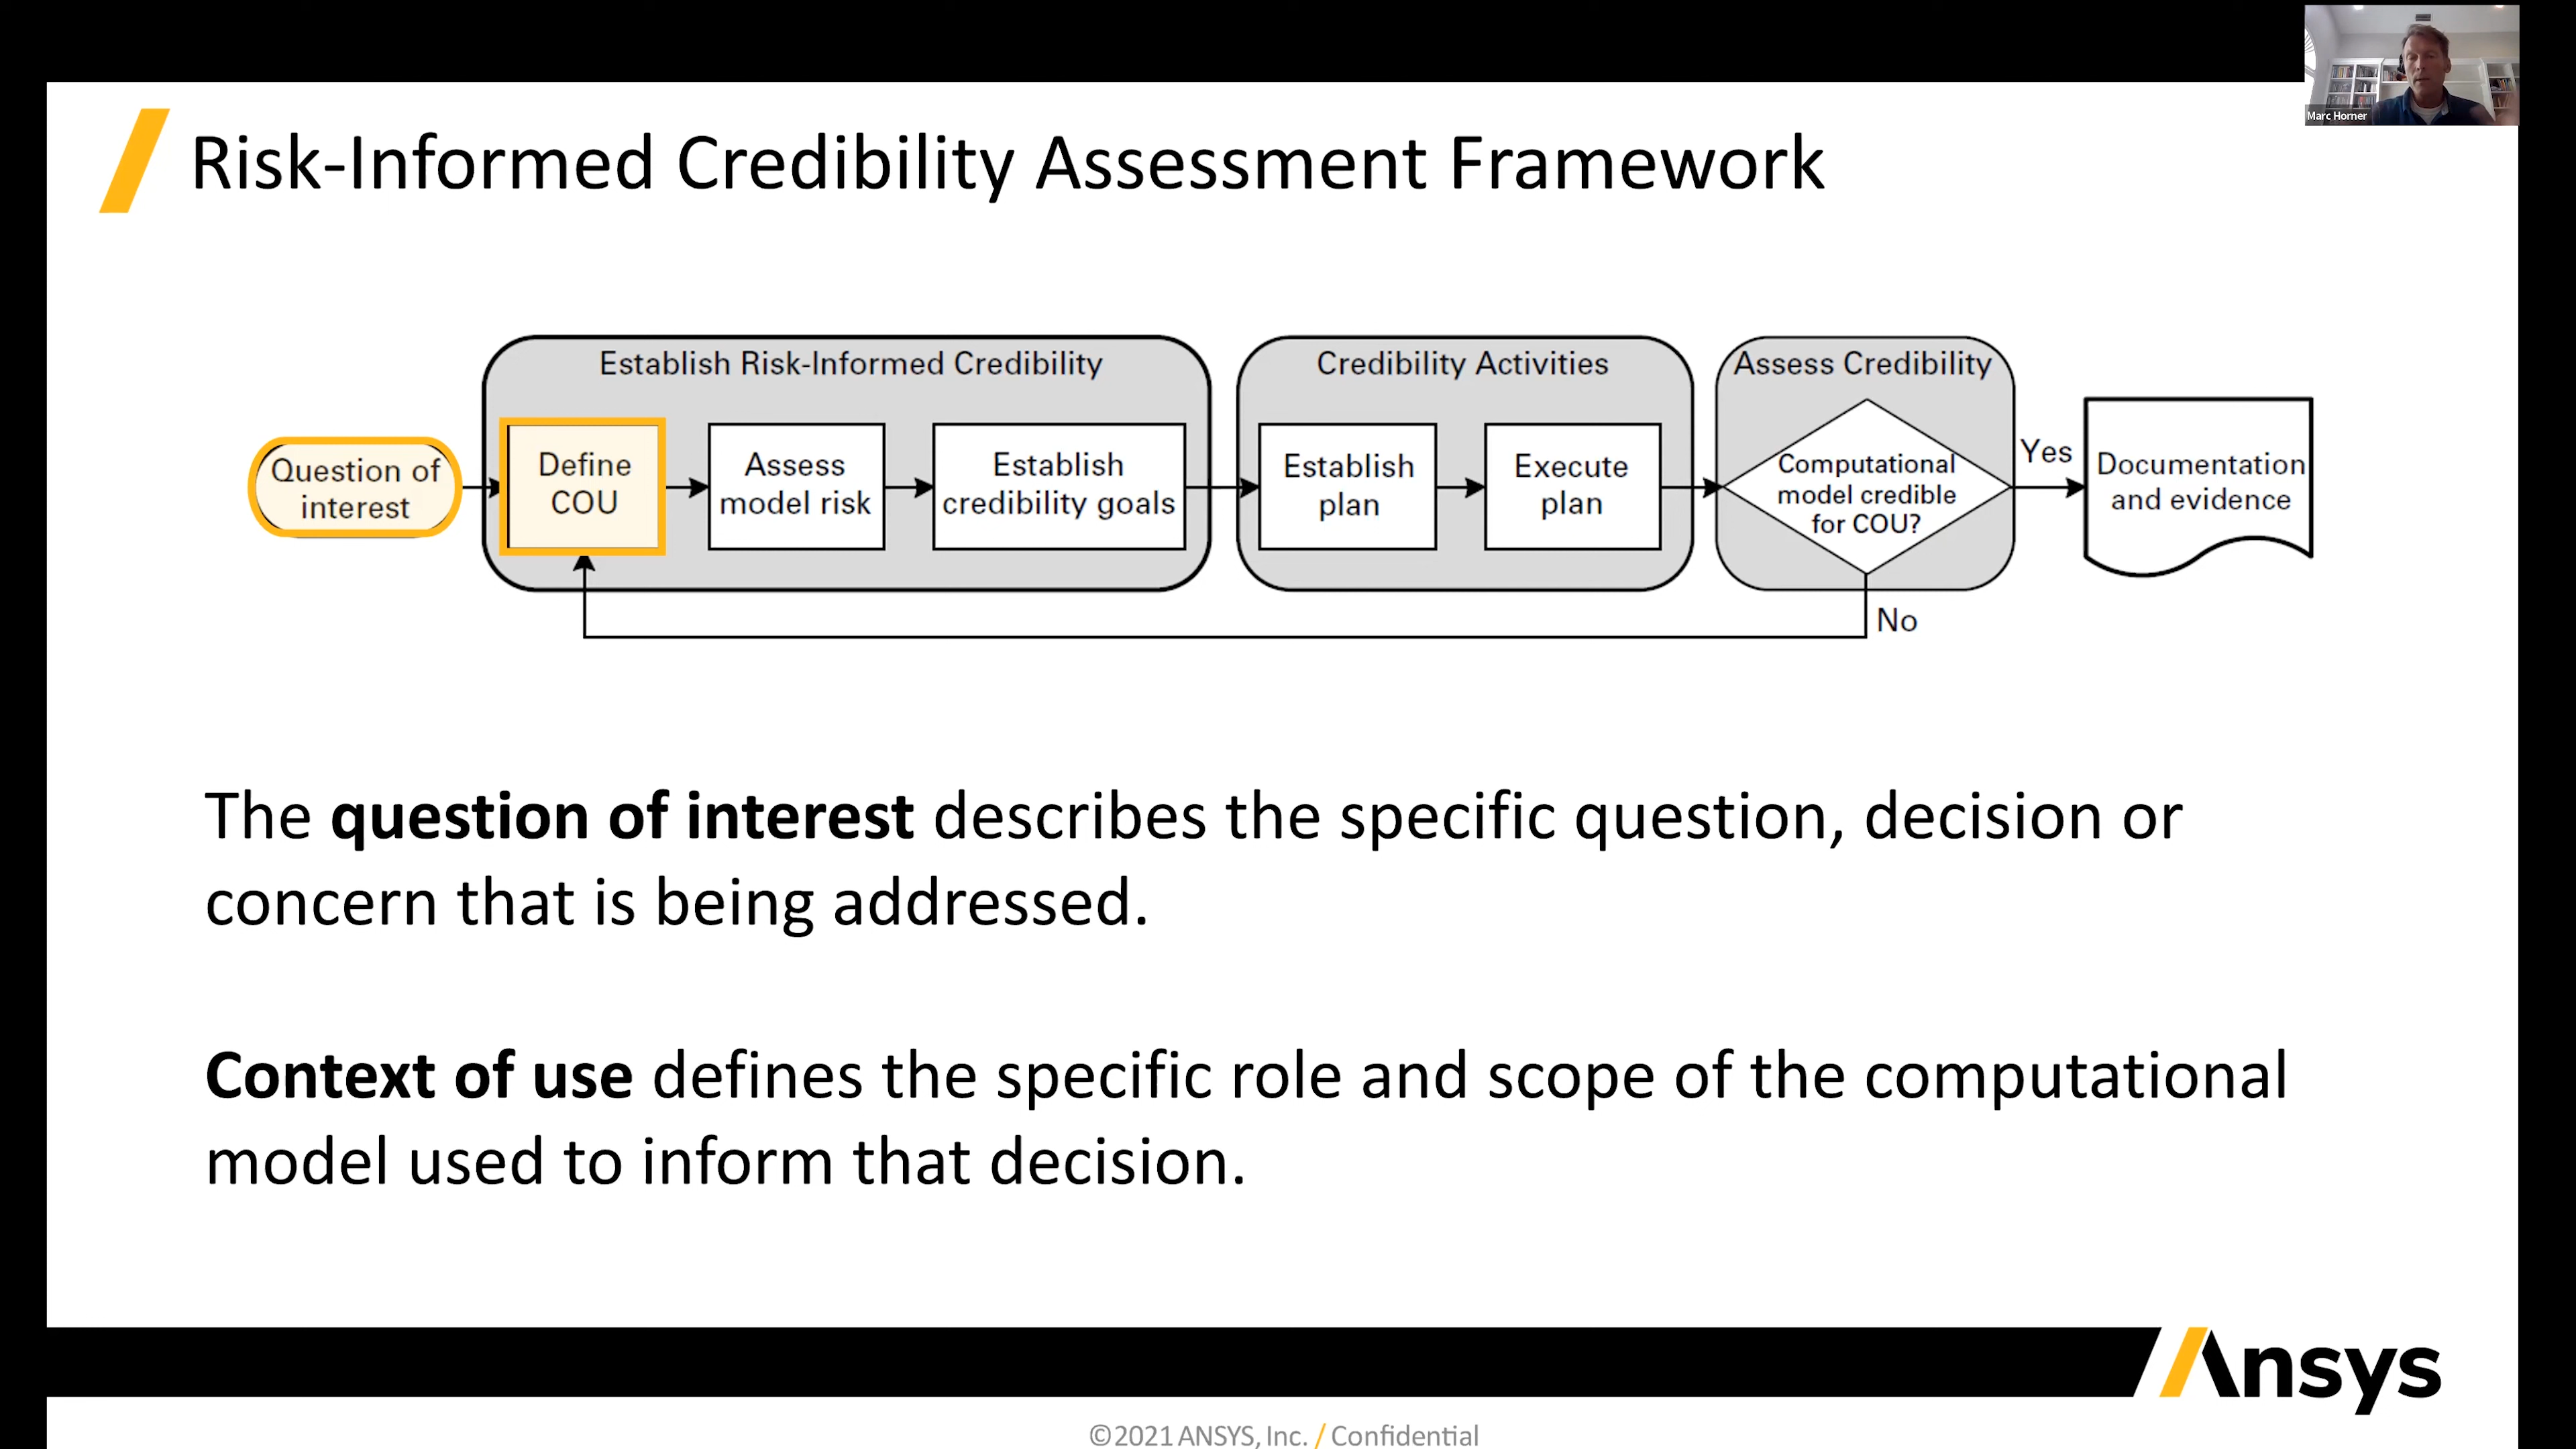 Marc Horner
Risk-Informed Credibility Assessment Framework
Establish Risk-Informed Credibility
Credibility Activities
Assess Credibility
Question of
interest
Define
COU
Assess
model risk
Establish
credibility goals
Establish
plan
Execute
plan
Computational
model credible
for COU?
Yes
No
Documentation
and evidence
The question of interest describes the specific question, decision or
concern that is being addressed.
Context of use defines the specific role and scope of the computational
model used to inform that decision.
Ansys
©2021 ANSYS, Inc. / Confidential